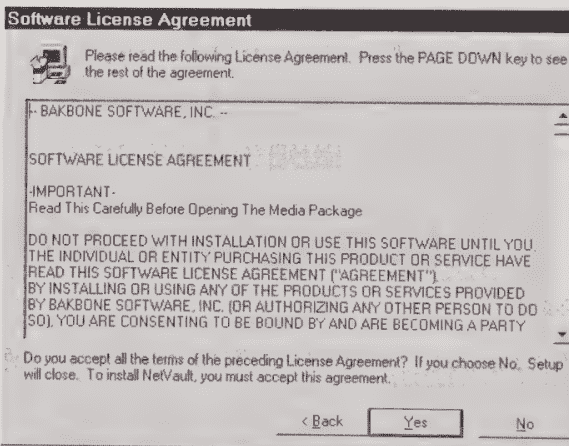 Software License Agreement
Please read the following License Agreement. Press the PAGE DOWN key to see
the rest of the agreement.
- BAKBONE SOFTWARE, INC. --
SOFTWARE LICENSE AGREEMENT
-IMPORTANT-
Read This Carefully Before Opening The Media Package
DO NOT PROCEED WITH INSTALLATION OR USE THIS SOFTWARE UNTIL YOU,
THE INDIVIDUAL OR ENTITY PURCHASING THIS PRODUCT OR SERVICE HAVE
READ THIS SOFTWARE LICENSE AGREEMENT ("AGREEMENT").
BY INSTALLING OR USING ANY OF THE PRODUCTS OR SERVICES PROVIDED
BY BAKBONE SOFTWARE, INC. (OR AUTHORIZING ANY OTHER PERSON TO DO
SO), YOU ARE CONSENTING TO BE BOUND BY AND ARE BECOMING A PARTY
Do you accept all the terms of the preceding License Agreement? If you choose No, Setup
will close. To install NetVault, you must accept this agreement.
< Back
Yes
No